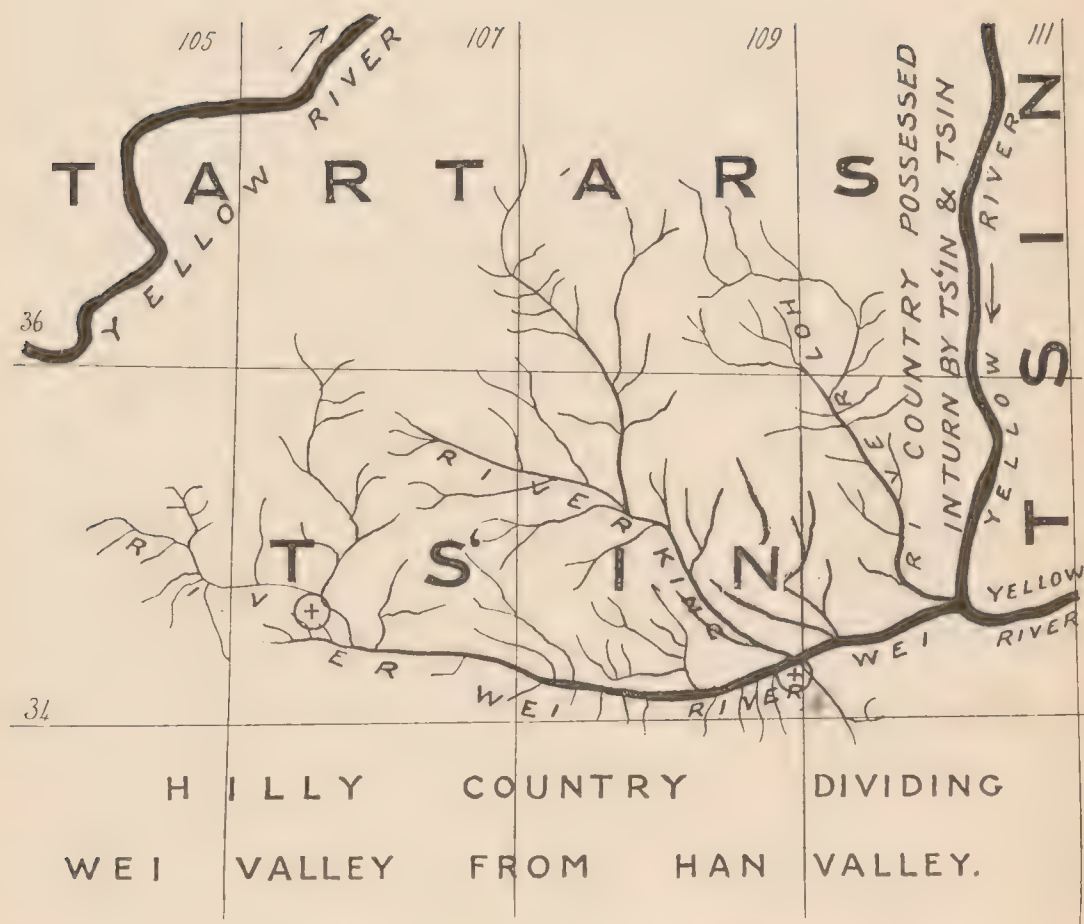 105 107 109 111
YELLOW RIVER
TARTARS
COUNTRY POSSESSED
IN TURN BY TS'IN & TSIN
TSIN
YELLOW RIVER
36
LOH RIVER
RIVER KING
TS'IN
RIVER WEI
WEI RIVER
WEI
YELLOW
RIVER
34
HILLY COUNTRY DIVIDING
WEI VALLEY FROM HAN VALLEY.